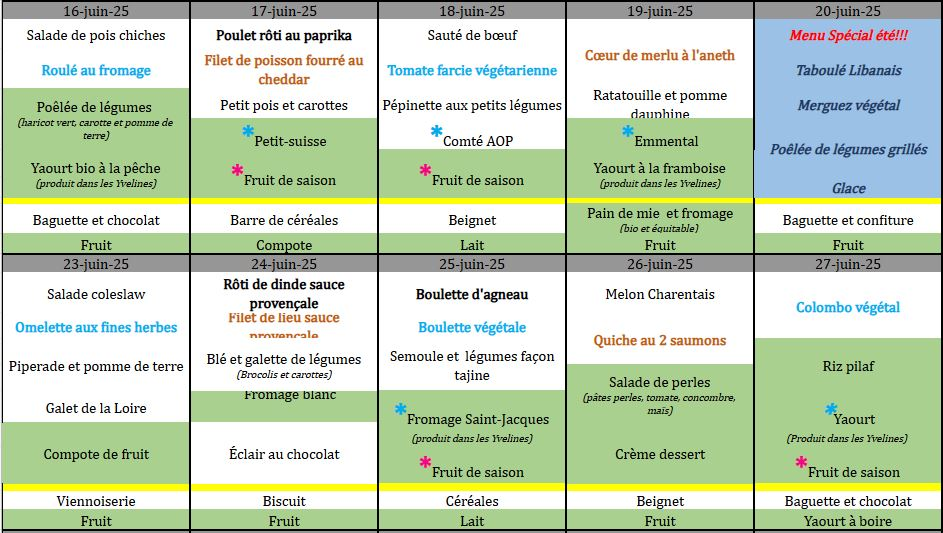 16-juin-25
Salade de pois chiches
Roulé au fromage
Poêlée de légumes
(haricot vert, carotte et pomme de
terre)
Yaourt bio à la pêche
(produit dans les Yvelines)
Baguette et chocolat
Fruit
17-juin-25
Poulet rôti au paprika
Filet de poisson fourré au
cheddar
Petit pois et carottes
*Petit-suisse
*Fruit de saison
Barre de céréales
Compote
18-juin-25
Sauté de bœuf
Tomate farcie végétarienne
Pépinette aux petits légumes
*Comté AOP
*Fruit de saison
Beignet
Lait
19-juin-25
Cœur de merlu à l'aneth
Ratatouille et pomme
dauphine
*Emmental
Yaourt à la framboise
(produit dans les Yvelines)
Pain de mie et fromage
(bio et équitable)
Fruit
20-juin-25
Menu Spécial été!!!
Taboulé Libanais
Merguez végétal
Poêlée de légumes grillés
Glace
Baguette et confiture
Fruit
23-juin-25
Salade coleslaw
Omelette aux fines herbes
Piperade et pomme de terre
Galet de la Loire
Compote de fruit
Viennoiserie
Fruit
24-juin-25
Rôti de dinde sauce
provençale
Filet de lieu sauce
provençale
Blé et galette de légumes
(Brocolis et carottes)
Fromage blanc
Éclair au chocolat
Biscuit
Fruit
25-juin-25
Boulette d'agneau
Boulette végétale
Semoule et légumes façon
tajine
*Fromage Saint-Jacques
(produit dans les Yvelines)
*Fruit de saison
Céréales
Lait
26-juin-25
Melon Charentais
Quiche au 2 saumons
Salade de perles
(pâtes perles, tomate, concombre,
maïs)
Crème dessert
Beignet
Fruit
27-juin-25
Colombo végétal
Riz pilaf
*Yaourt
(Produit dans les Yvelines)
*Fruit de saison
Baguette et chocolat
Yaourt à boire